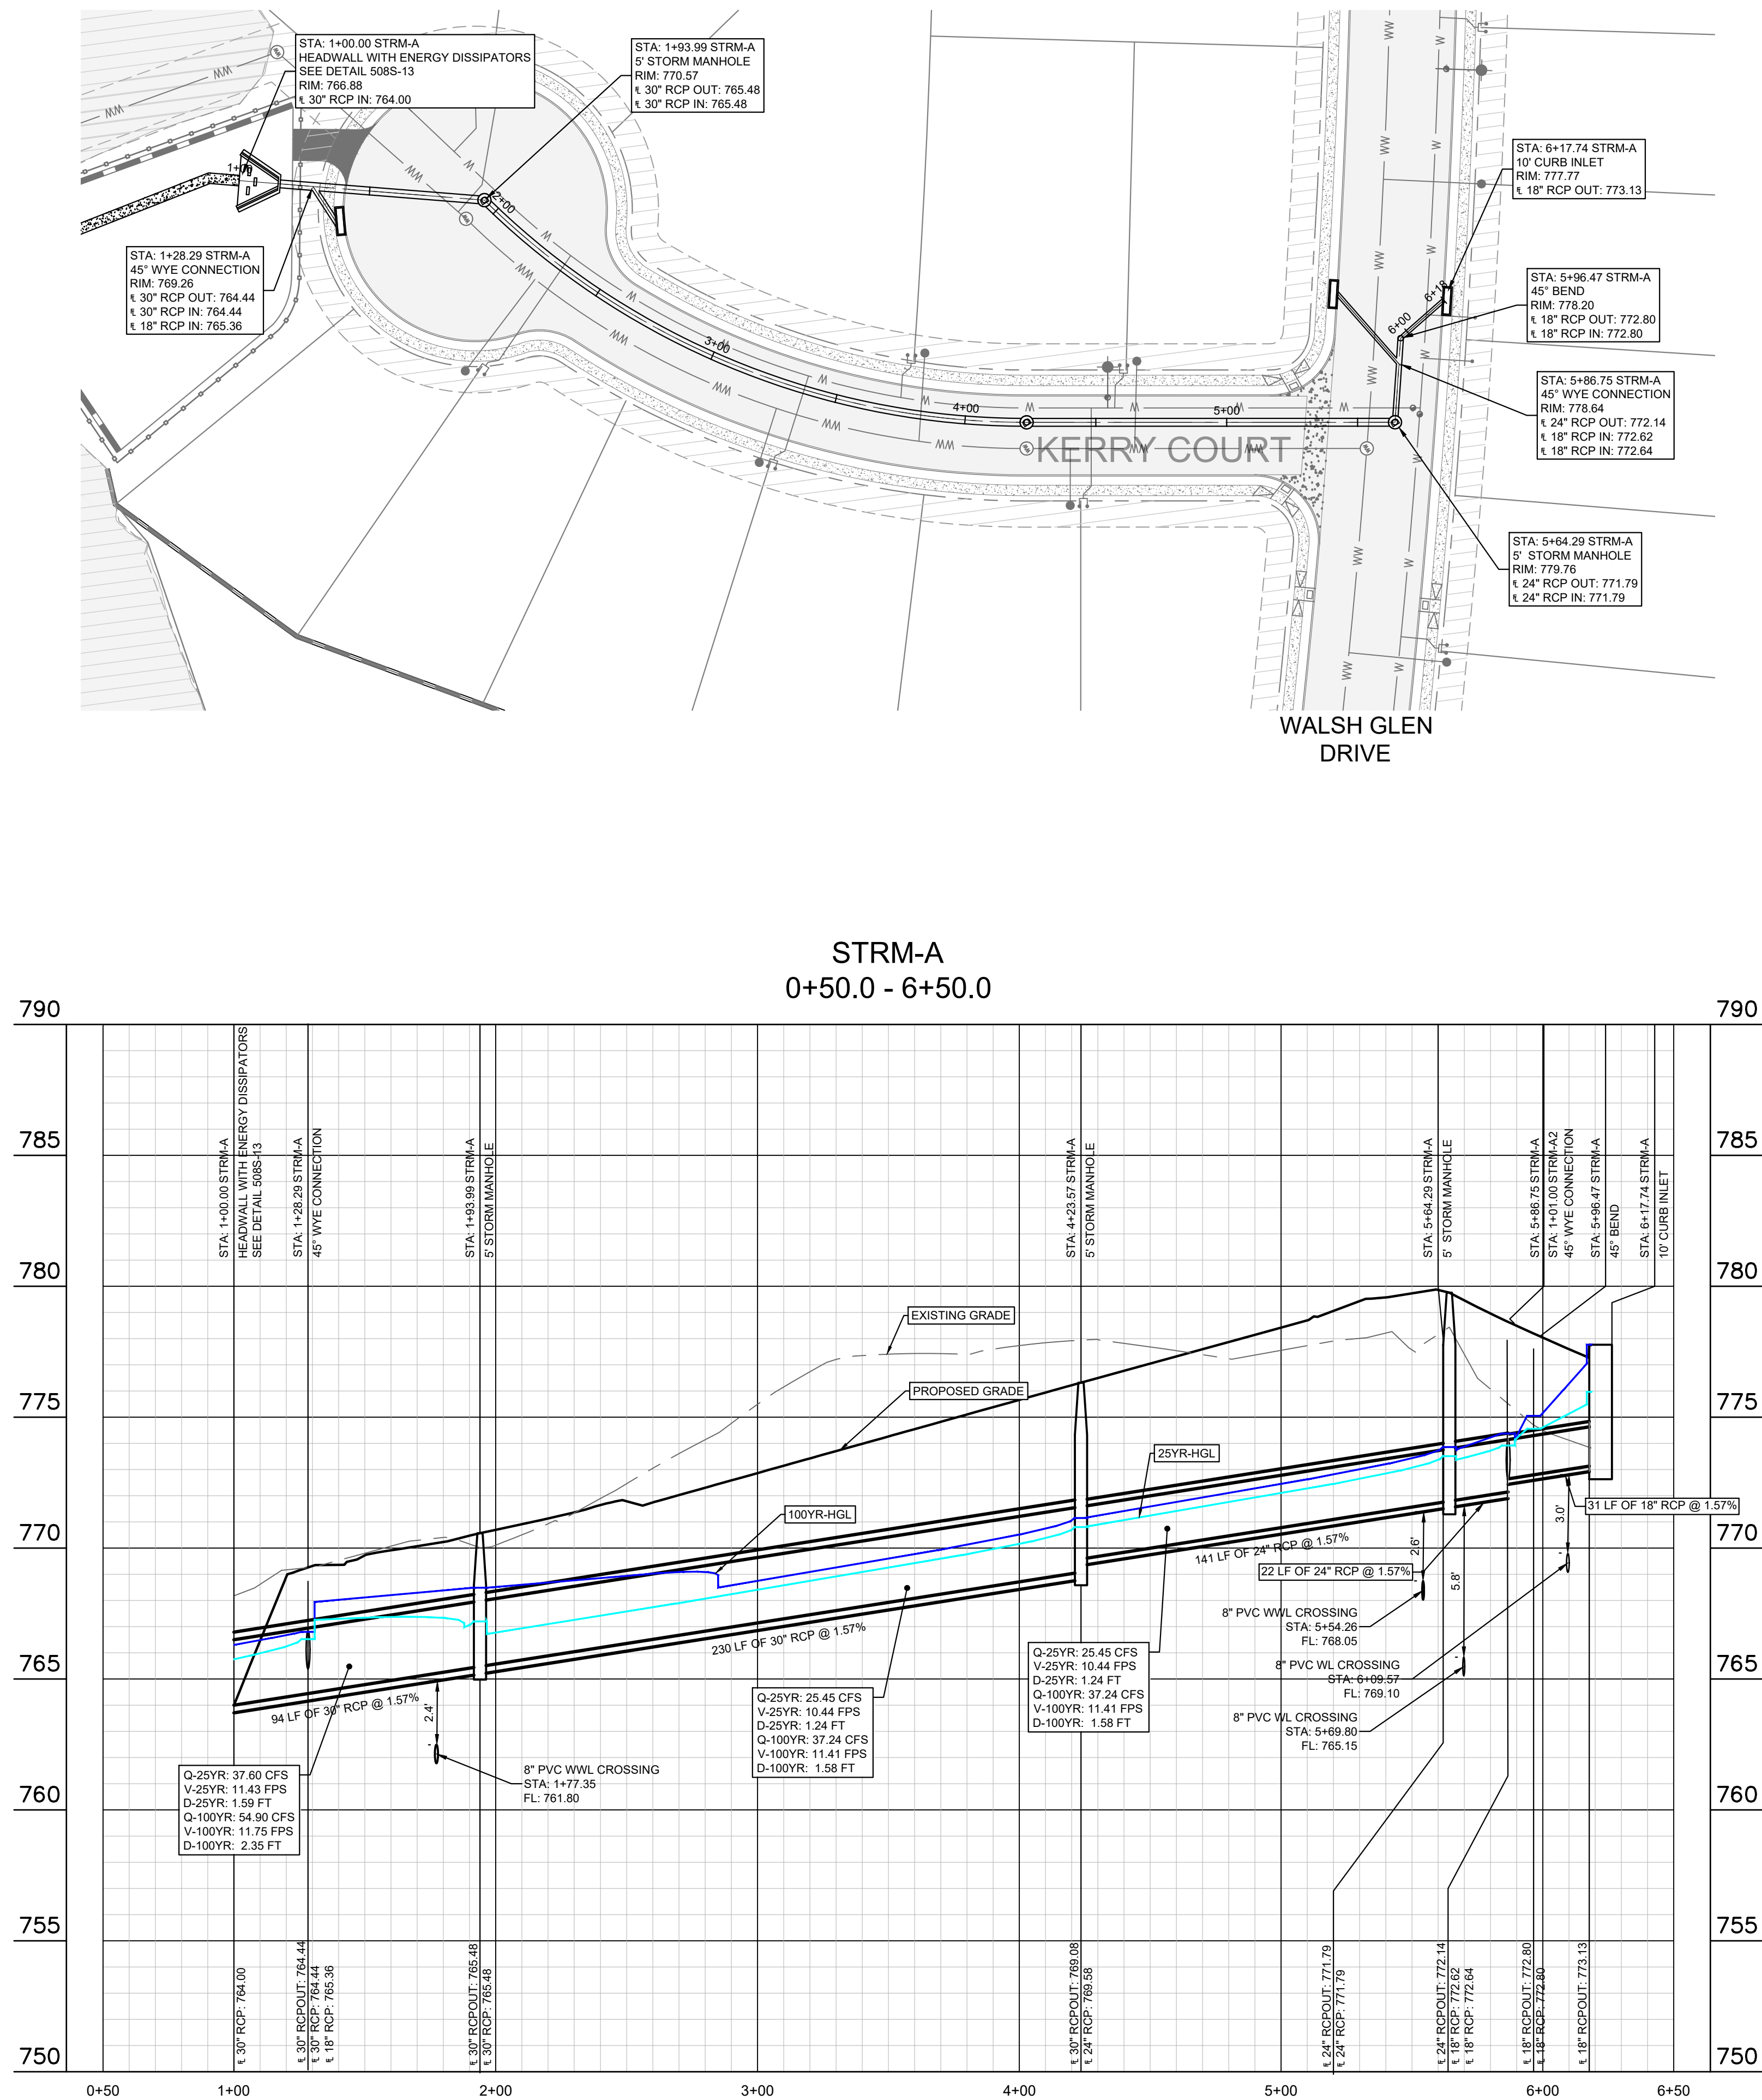 STA: 1+00.00 STRM-A
HEADWALL WITH ENERGY DISSIPATORS
SEE DETAIL 508S-13
RIM: 766.88
℄ 30" RCP IN: 764.00
STA: 1+93.99 STRM-A
5' STORM MANHOLE
RIM: 770.57
℄ 30" RCP OUT: 765.48
℄ 30" RCP IN: 765.48
STA: 6+17.74 STRM-A
10' CURB INLET
RIM: 777.77
℄ 18" RCP OUT: 773.13
STA: 1+28.29 STRM-A
45° WYE CONNECTION
RIM: 769.26
℄ 30" RCP OUT: 764.44
℄ 30" RCP IN: 764.44
℄ 18" RCP IN: 765.36
STA: 5+96.47 STRM-A
45° BEND
RIM: 778.20
℄ 18" RCP OUT: 772.80
℄ 18" RCP IN: 772.80
STA: 5+86.75 STRM-A
45° WYE CONNECTION
RIM: 778.64
℄ 24" RCP OUT: 772.14
℄ 18" RCP IN: 772.62
℄ 18" RCP IN: 772.64
STA: 5+64.29 STRM-A
5' STORM MANHOLE
RIM: 779.76
℄ 24" RCP OUT: 771.79
℄ 24" RCP IN: 771.79
2+00
3+00
4+00
5+00
6+00
KERRY COURT
WW
W
WALSH GLEN
DRIVE
STRM-A
0+50.0 - 6+50.0
790
790
785
785
780
780
775
775
770
770
765
765
760
760
755
755
750
750
STA: 1+00.00 STRM-A
HEADWALL WITH ENERGY DISSIPATORS
SEE DETAIL 508S-13
STA: 1+28.29 STRM-A
45° WYE CONNECTION
STA: 1+93.99 STRM-A
5' STORM MANHOLE
STA: 4+23.57 STRM-A
5' STORM MANHOLE
STA: 5+64.29 STRM-A
5' STORM MANHOLE
STA: 5+86.75 STRM-A
STA: 1+01.00 STRM-A2
45° WYE CONNECTION
STA: 5+96.47 STRM-A
45° BEND
STA: 6+17.74 STRM-A
10' CURB INLET
EXISTING GRADE
PROPOSED GRADE
25YR-HGL
100YR-HGL
94 LF OF 30" RCP @ 1.57%
230 LF OF 30" RCP @ 1.57%
141 LF OF 24" RCP @ 1.57%
22 LF OF 24" RCP @ 1.57%
31 LF OF 18" RCP @ 1.57%
2.4'
2.6'
5.8'
3.0'
Q-25YR: 37.60 CFS
V-25YR: 11.43 FPS
D-25YR: 1.59 FT
Q-100YR: 54.90 CFS
V-100YR: 11.75 FPS
D-100YR: 2.35 FT
8" PVC WWL CROSSING
STA: 1+77.35
FL: 761.80
Q-25YR: 25.45 CFS
V-25YR: 10.44 FPS
D-25YR: 1.24 FT
Q-100YR: 37.24 CFS
V-100YR: 11.41 FPS
D-100YR: 1.58 FT
Q-25YR: 25.45 CFS
V-25YR: 10.44 FPS
D-25YR: 1.24 FT
Q-100YR: 37.24 CFS
V-100YR: 11.41 FPS
D-100YR: 1.58 FT
8" PVC WWL CROSSING
STA: 5+54.26
FL: 768.05
8" PVC WL CROSSING
STA: 6+09.57
FL: 769.10
8" PVC WL CROSSING
STA: 5+69.80
FL: 765.15
℄ 30" RCP: 764.00
℄ 30" RCPOUT: 764.44
℄ 30" RCP: 764.44
℄ 18" RCP: 765.36
℄ 30" RCPOUT: 765.48
℄ 30" RCP: 765.48
℄ 30" RCPOUT: 769.08
℄ 24" RCP: 769.58
℄ 24" RCPOUT: 771.79
℄ 24" RCP: 771.79
℄ 24" RCPOUT: 772.14
℄ 18" RCP: 772.62
℄ 18" RCP: 772.64
℄ 18" RCPOUT: 772.80
℄ 18" RCP: 772.80
℄ 18" RCPOUT: 773.13
0+50
1+00
2+00
3+00
4+00
5+00
6+00
6+50